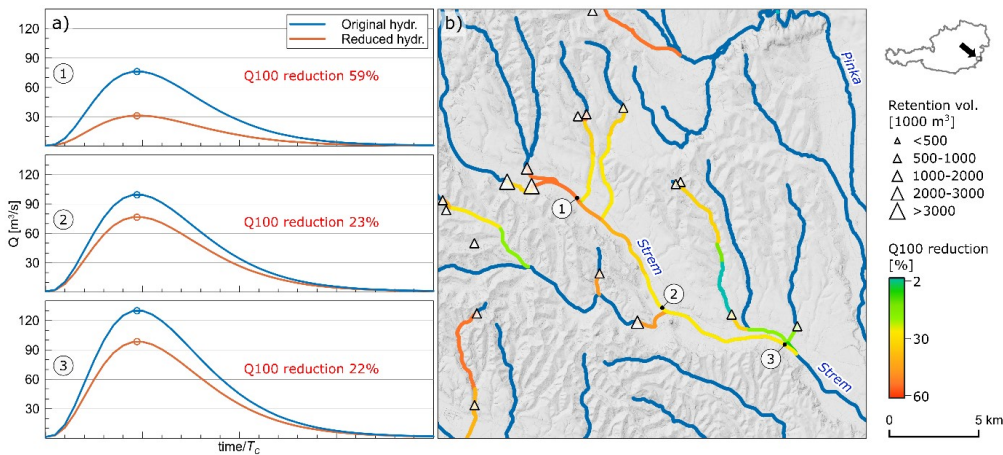 a)
Original hydr.
Reduced hydr.
120
90
60
30
1
Q100 reduction 59%
120
90
60
30
2
Q100 reduction 23%
Q [m³/s]
120
90
60
30
3
Q100 reduction 22%
time/Tc
b)
Pinka
1
Strem
2
3
Strem
Retention vol.
[1000 m³]
<500
500-1000
1000-2000
2000-3000
>3000
Q100 reduction
[%]
2
30
60
0 5 km